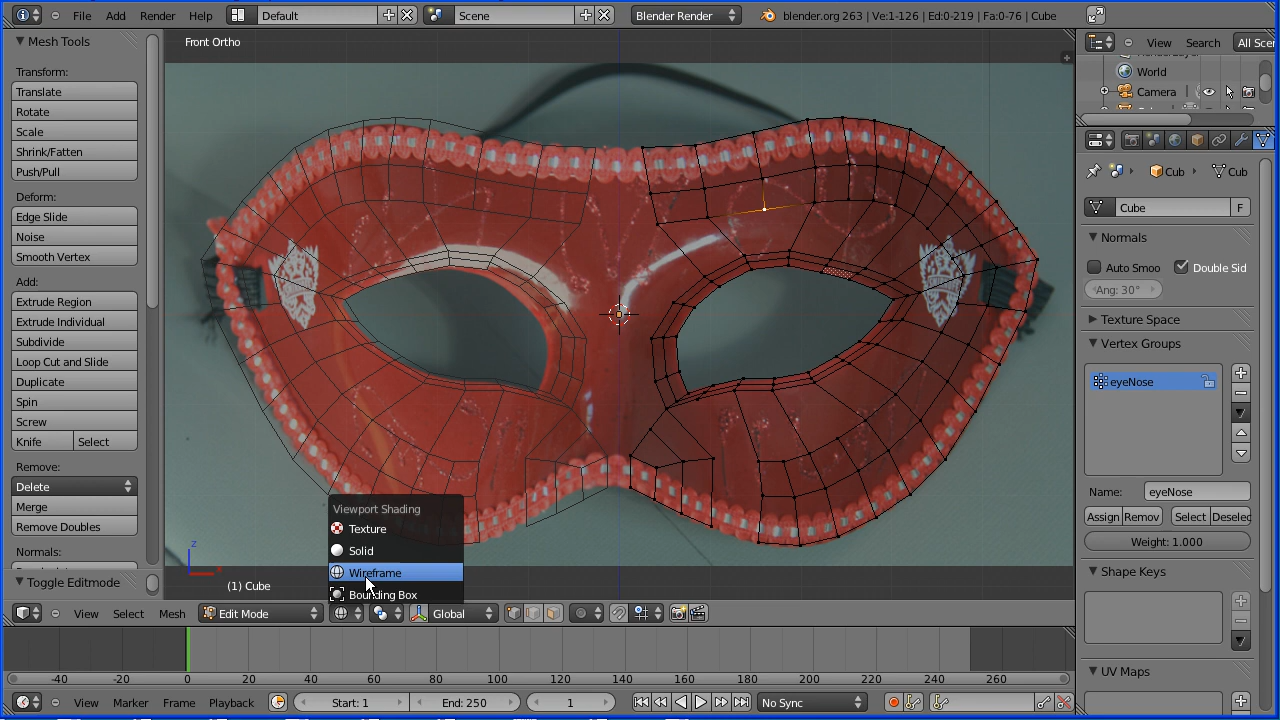 File Add Render Help Default Scene Blender Render blender.org 263 | Ve:1-126 | Ed:0-219 | Fa:0-76 | Cube
Mesh Tools
Front Ortho
View Search All Sce
World
Camera
Transform:
Translate
Rotate
Scale
Shrink/Fatten
Push/Pull
Deform:
Edge Slide
Noise
Smooth Vertex
Add:
Extrude Region
Extrude Individual
Subdivide
Loop Cut and Slide
Duplicate
Spin
Screw
Knife Select
Remove:
Delete
Merge
Remove Doubles
Normals:
Toggle Editmode
Viewport Shading
Texture
Solid
Wireframe
Bounding Box
z
x
(1) Cube
View Select Mesh Edit Mode Global
Cub Cub
Cube F
Normals
Auto Smoo Double Sid
Ang: 30°
Texture Space
Vertex Groups
eyeNose
Name: eyeNose
Assign Remov Select Deselec
Weight: 1.000
Shape Keys
UV Maps
-40 -20 0 20 40 60 80 100 120 140 160 180 200 220 240 260
View Marker Frame Playback Start: 1 End: 250 1 No Sync